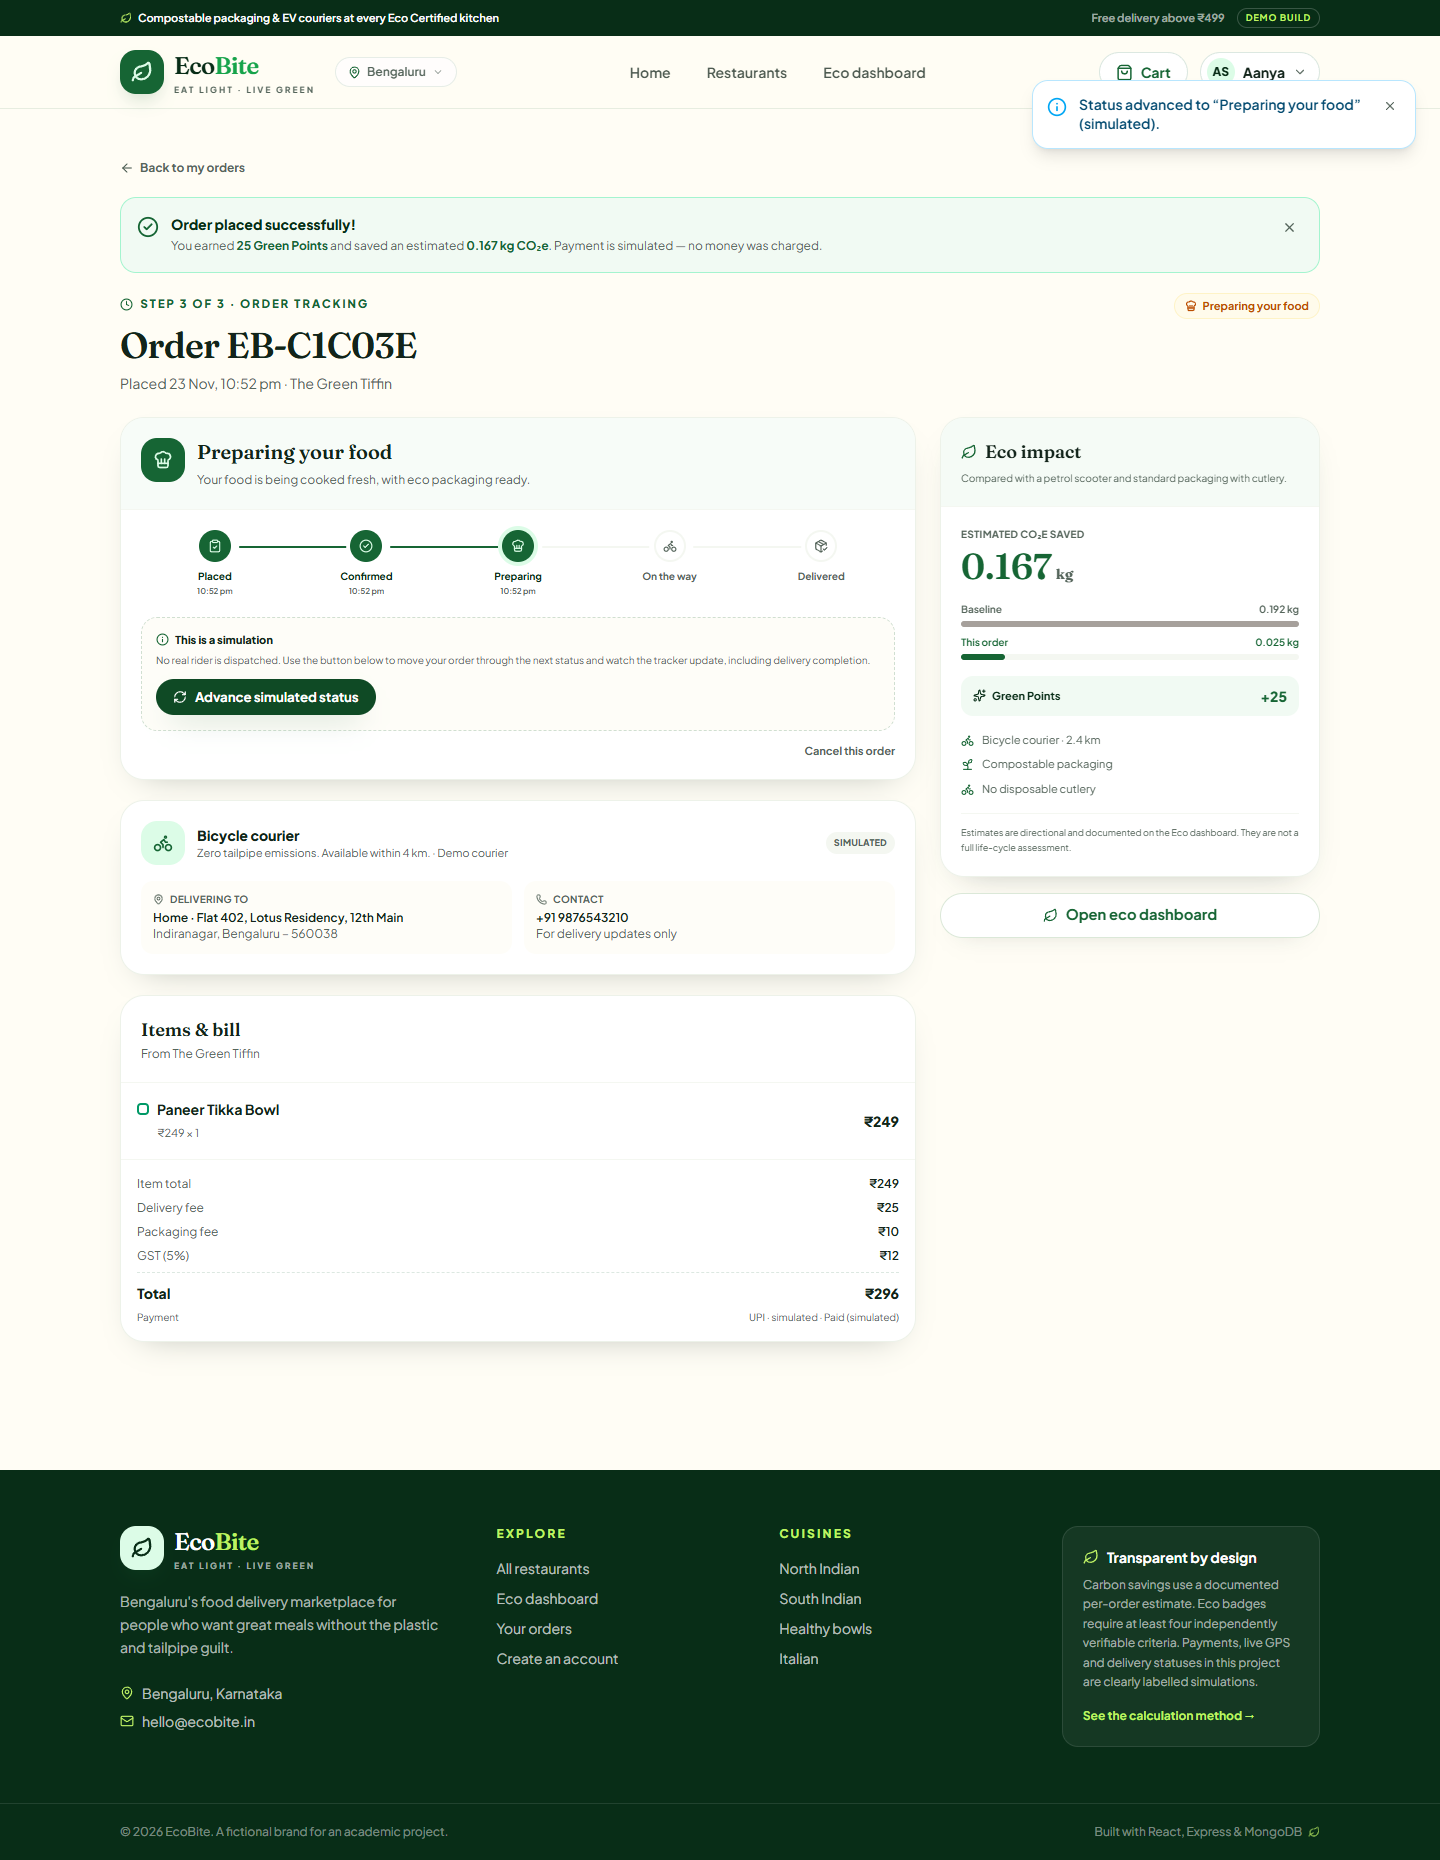 Compostable packaging & EV couriers at every Eco Certified kitchen
Free delivery above ₹499
DEMO BUILD
EcoBite
EAT LIGHT · LIVE GREEN
Bengaluru
Home
Restaurants
Eco dashboard
Cart
AS
Aanya
Status advanced to “Preparing your food”
(simulated).
Back to my orders
Order placed successfully!
You earned 25 Green Points and saved an estimated 0.167 kg CO₂e. Payment is simulated — no money was charged.
STEP 3 OF 3 · ORDER TRACKING
Preparing your food
Order EB-C1C03E
Placed 23 Nov, 10:52 pm · The Green Tiffin
Preparing your food
Your food is being cooked fresh, with eco packaging ready.
Placed
10:52 pm
Confirmed
10:52 pm
Preparing
10:52 pm
On the way
Delivered
This is a simulation
No real rider is dispatched. Use the button below to move your order through the next status and watch the tracker update, including delivery completion.
Advance simulated status
Cancel this order
Bicycle courier
Zero tailpipe emissions. Available within 4 km. · Demo courier
SIMULATED
DELIVERING TO
Home · Flat 402, Lotus Residency, 12th Main
Indiranagar, Bengaluru – 560038
CONTACT
+91 9876543210
For delivery updates only
Items & bill
From The Green Tiffin
Paneer Tikka Bowl
₹249 × 1
₹249
Item total
₹249
Delivery fee
₹25
Packaging fee
₹10
GST (5%)
₹12
Total
₹296
Payment
UPI · simulated · Paid (simulated)
Eco impact
Compared with a petrol scooter and standard packaging with cutlery.
ESTIMATED CO₂E SAVED
0.167 kg
Baseline
0.192 kg
This order
0.025 kg
Green Points
+25
Bicycle courier · 2.4 km
Compostable packaging
No disposable cutlery
Estimates are directional and documented on the Eco dashboard. They are not a
full life-cycle assessment.
Open eco dashboard
EcoBite
EAT LIGHT · LIVE GREEN
Bengaluru's food delivery marketplace for
people who want great meals without the plastic
and tailpipe guilt.
Bengaluru, Karnataka
hello@ecobite.in
EXPLORE
All restaurants
Eco dashboard
Your orders
Create an account
CUISINES
North Indian
South Indian
Healthy bowls
Italian
Transparent by design
Carbon savings use a documented
per-order estimate. Eco badges
require at least four independently
verifiable criteria. Payments, live GPS
and delivery statuses in this project
are clearly labelled simulations.
See the calculation method →
© 2026 EcoBite. A fictional brand for an academic project.
Built with React, Express & MongoDB